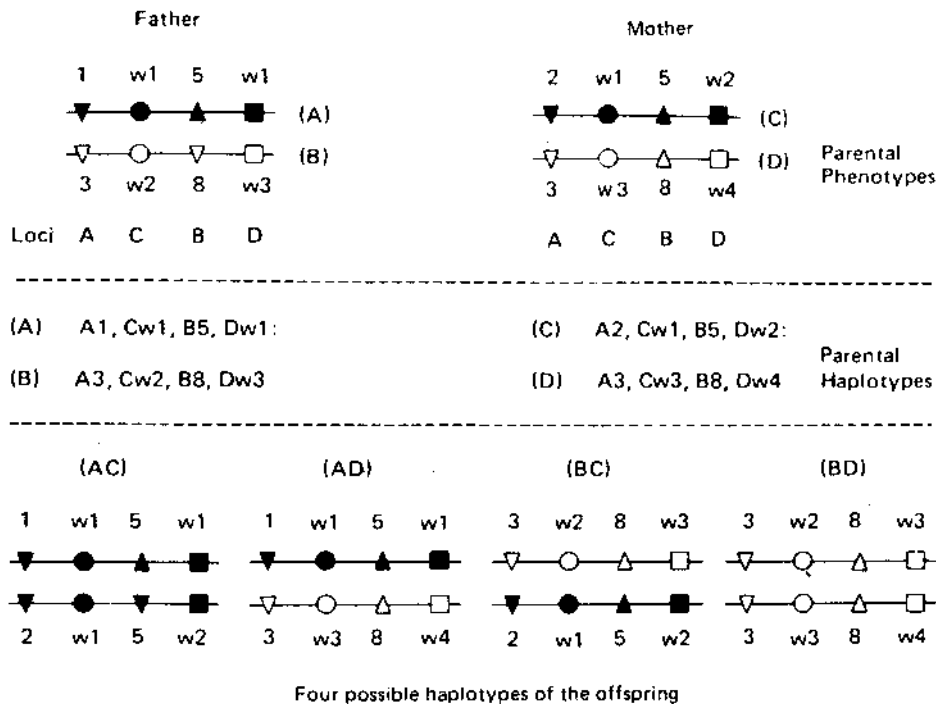 Father
Mother
1 w1 5 w1
2 w1 5 w2
(A)
(C)
(B)
(D)
Parental
Phenotypes
3 w2 8 w3
3 w3 8 w4
Loci A C B D
A C B D
(A) A1, Cw1, B5, Dw1:
(C) A2, Cw1, B5, Dw2:
Parental
Haplotypes
(B) A3, Cw2, B8, Dw3
(D) A3, Cw3, B8, Dw4
(AC) (AD) (BC) (BD)
1 w1 5 w1 1 w1 5 w1 3 w2 8 w3 3 w2 8 w3
2 w1 5 w2 3 w3 8 w4 2 w1 5 w2 3 w3 8 w4
Four possible haplotypes of the offspring